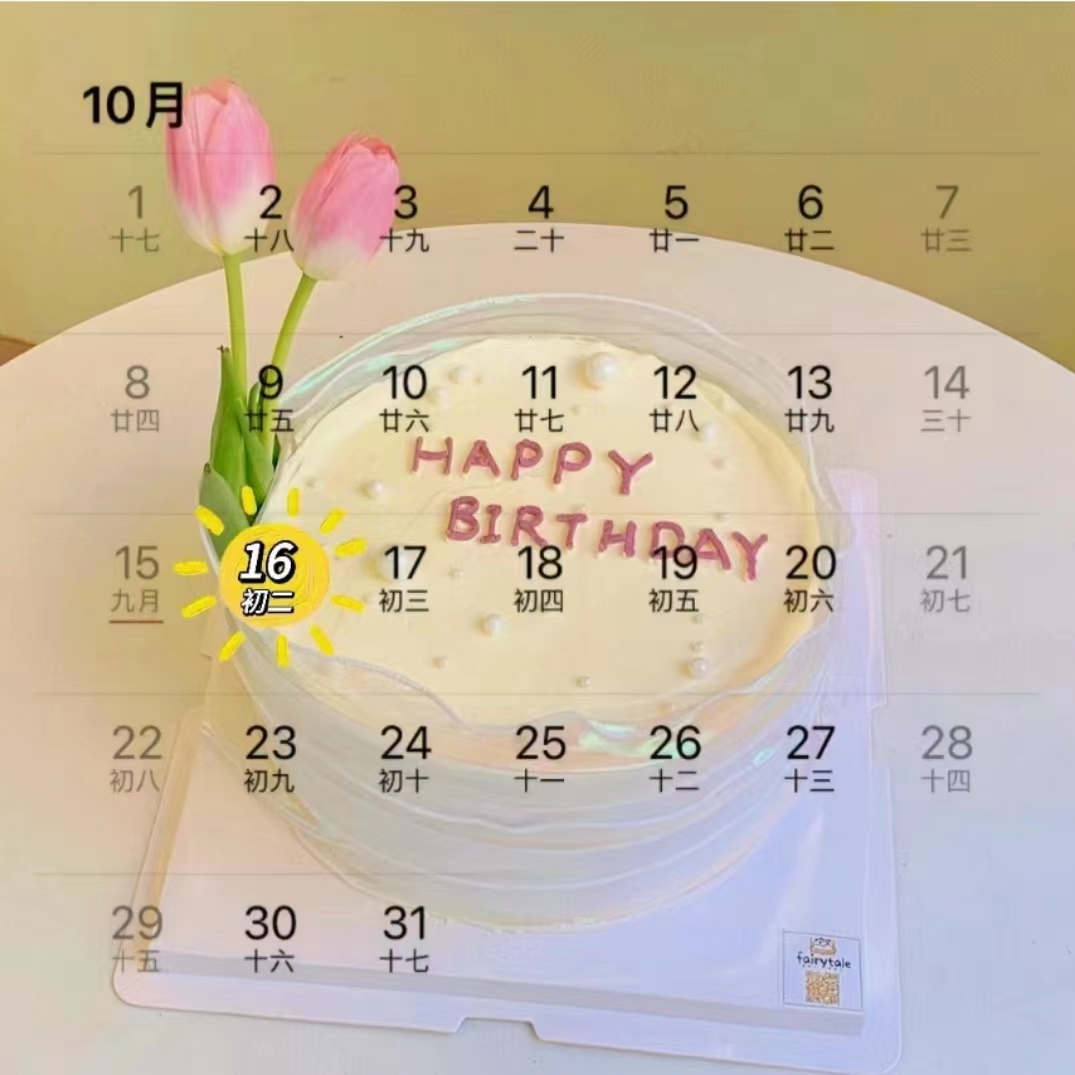 10月
1 2 3 4 5 6 7
十七 十八 十九 二十 廿一 廿二 廿三
8 9 10 11 12 13 14
廿四 廿五 廿六 廿七 廿八 廿九 三十
HAPPY
BIRTHDAY
15 16 17 18 19 20 21
九月 初二 初三 初四 初五 初六 初七
22 23 24 25 26 27 28
初八 初九 初十 十一 十二 十三 十四
29 30 31
十五 十六 十七
fairytale